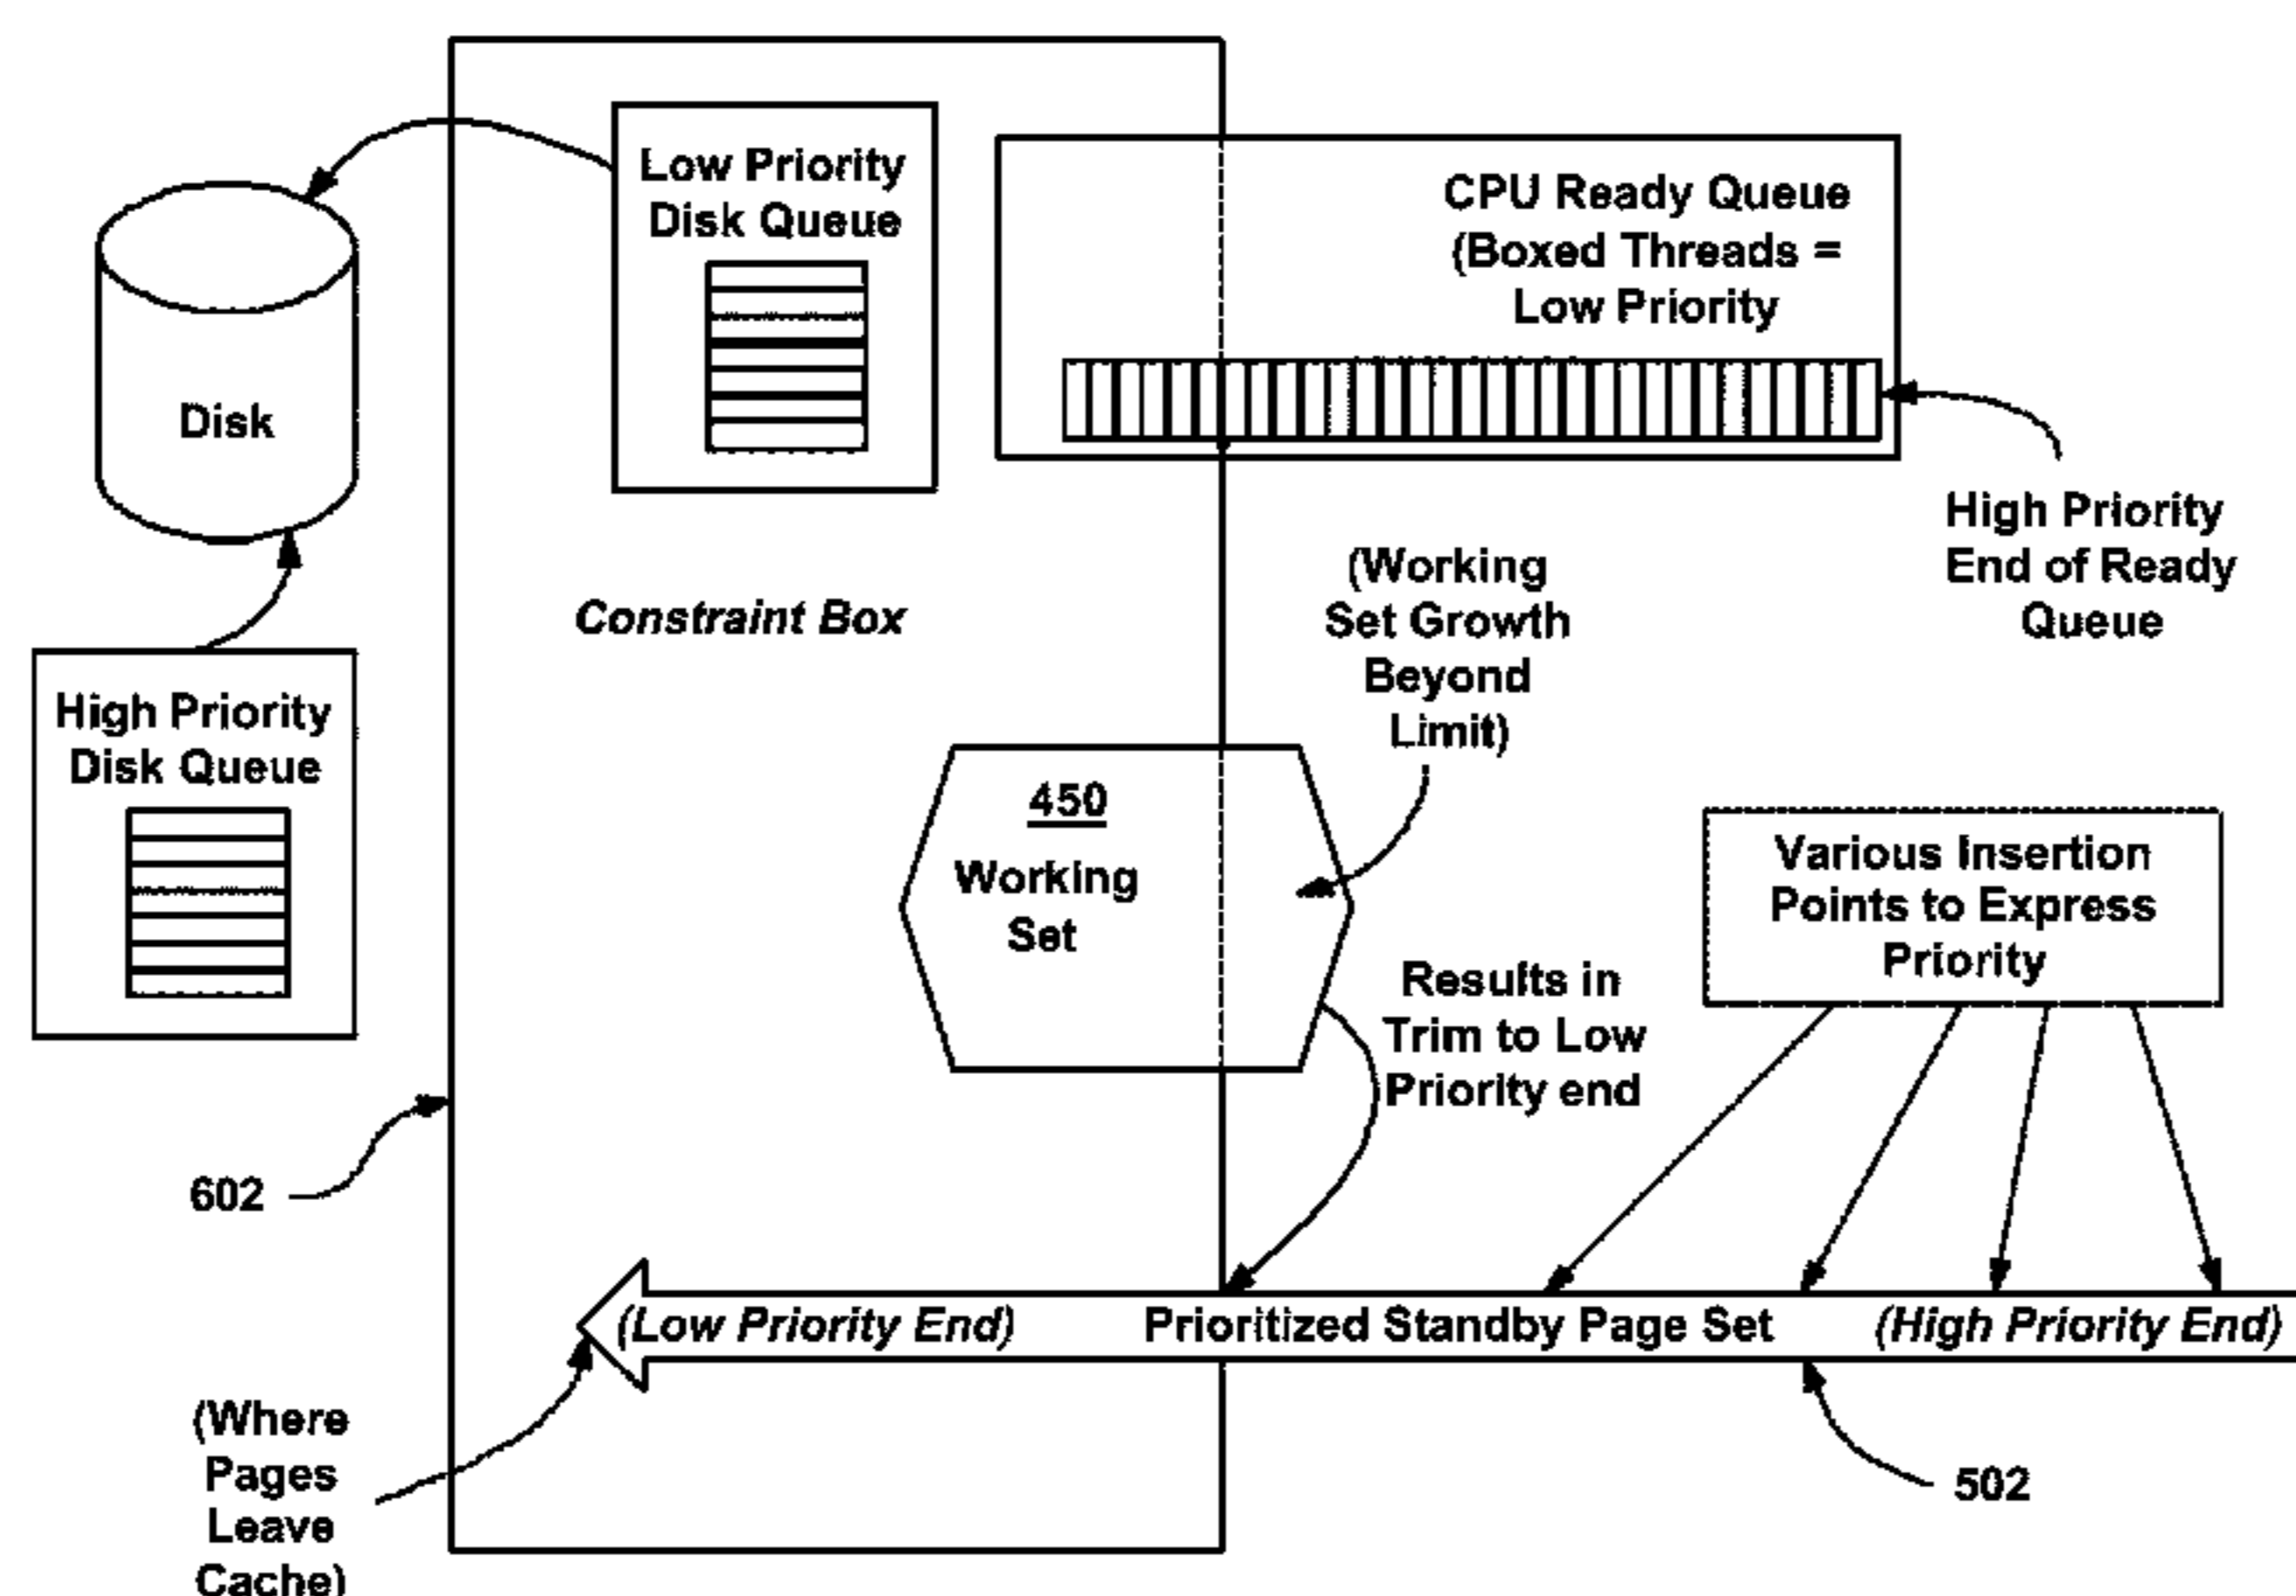 Low Priority
Disk Queue
CPU Ready Queue
(Boxed Threads =
Low Priority
Disk
High Priority
End of Ready
Queue
(Working
Set Growth
Beyond
Limit)
Constraint Box
High Priority
Disk Queue
450
Working
Set
Various Insertion
Points to Express
Priority
Results in
Trim to Low
Priority end
602
(Low Priority End)
Prioritized Standby Page Set
(High Priority End)
(Where
Pages
Leave
Cache)
502